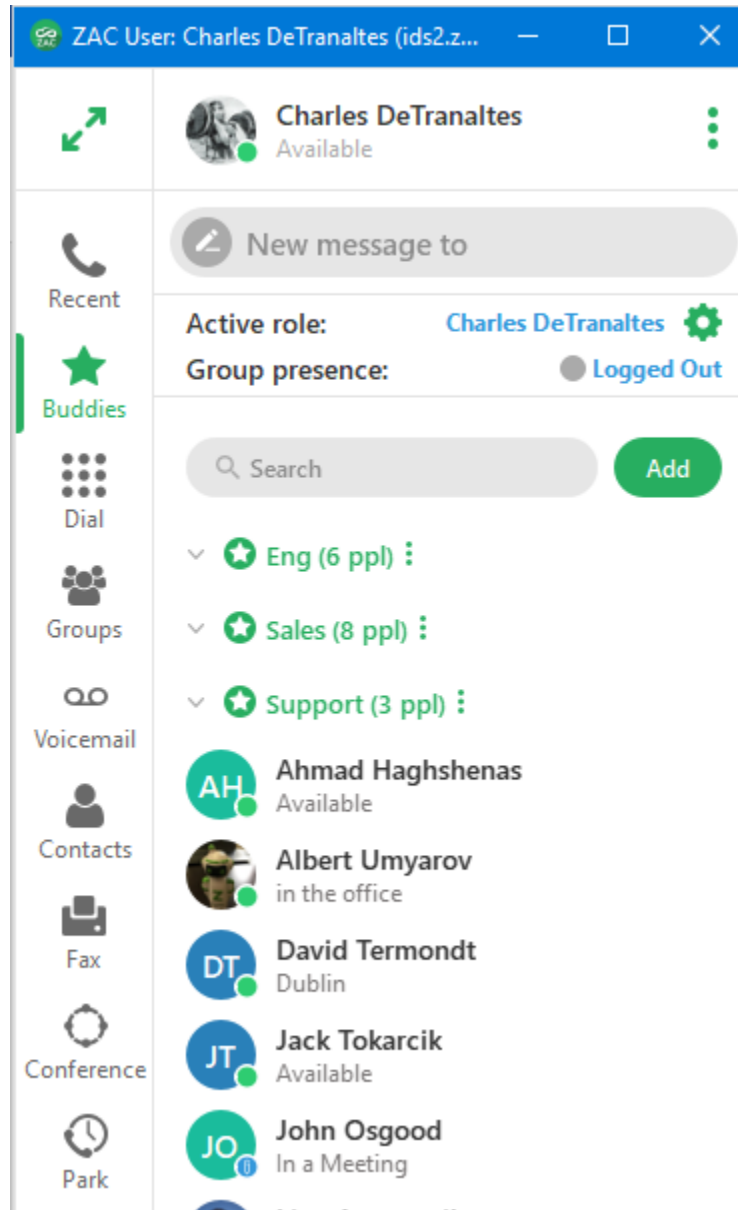 ZAC User: Charles DeTranaltes (ids2.z...
Charles DeTranaltes
Available
New message to
Recent
Active role: Charles DeTranaltes
Group presence: Logged Out
Buddies
Search Add
Dial
Eng (6 ppl)
Groups
Sales (8 ppl)
Voicemail
Support (3 ppl)
AH Ahmad Haghshenas
Available
Contacts
Albert Umyarov
in the office
Fax
DT David Termondt
Dublin
Conference
JT Jack Tokarcik
Available
Park
JO John Osgood
In a Meeting